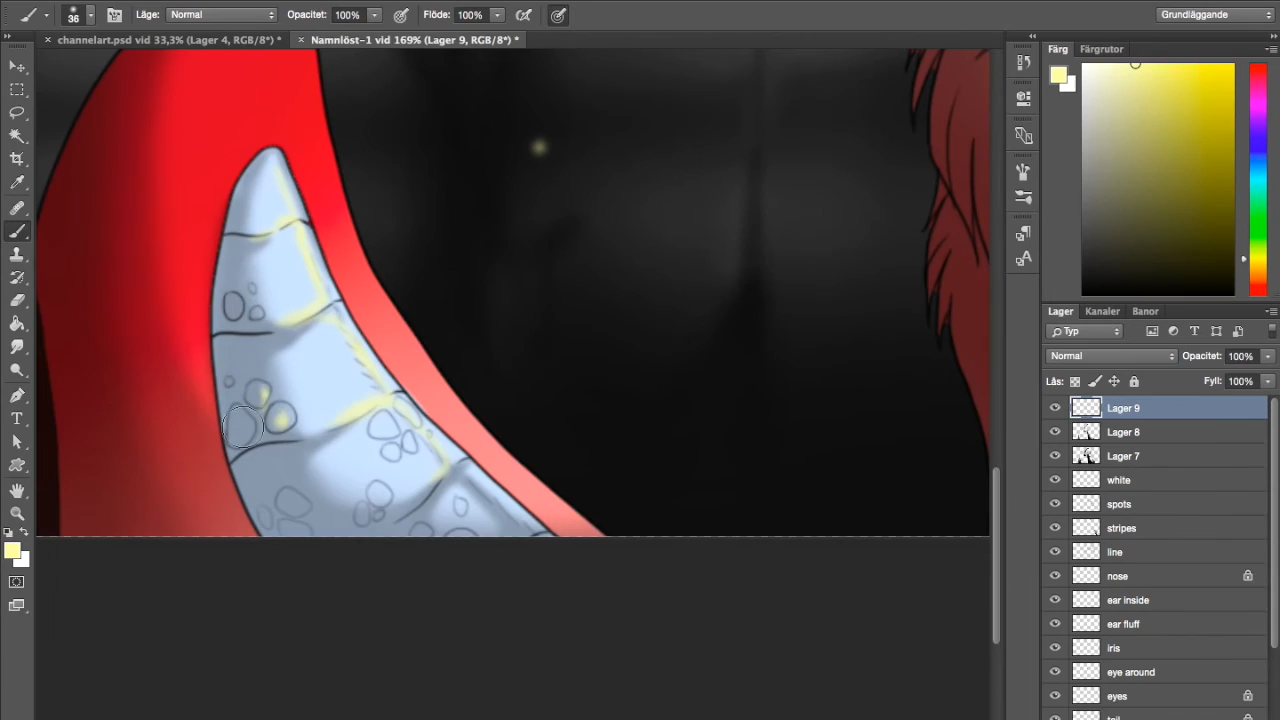 36 Läge: Normal Opacitet: 100% Flöde: 100% Grundläggande
× channelart.psd vid 33,3% (Lager 4, RGB/8*) * × Namnlöst-1 vid 169% (Lager 9, RGB/8*) *
Färg Färgrutor
Lager Kanaler Banor
Typ
Normal Opacitet: 100%
Lås: Fyll: 100%
Lager 9
Lager 8
Lager 7
white
spots
stripes
line
nose
ear inside
ear fluff
iris
eye around
eyes
tail